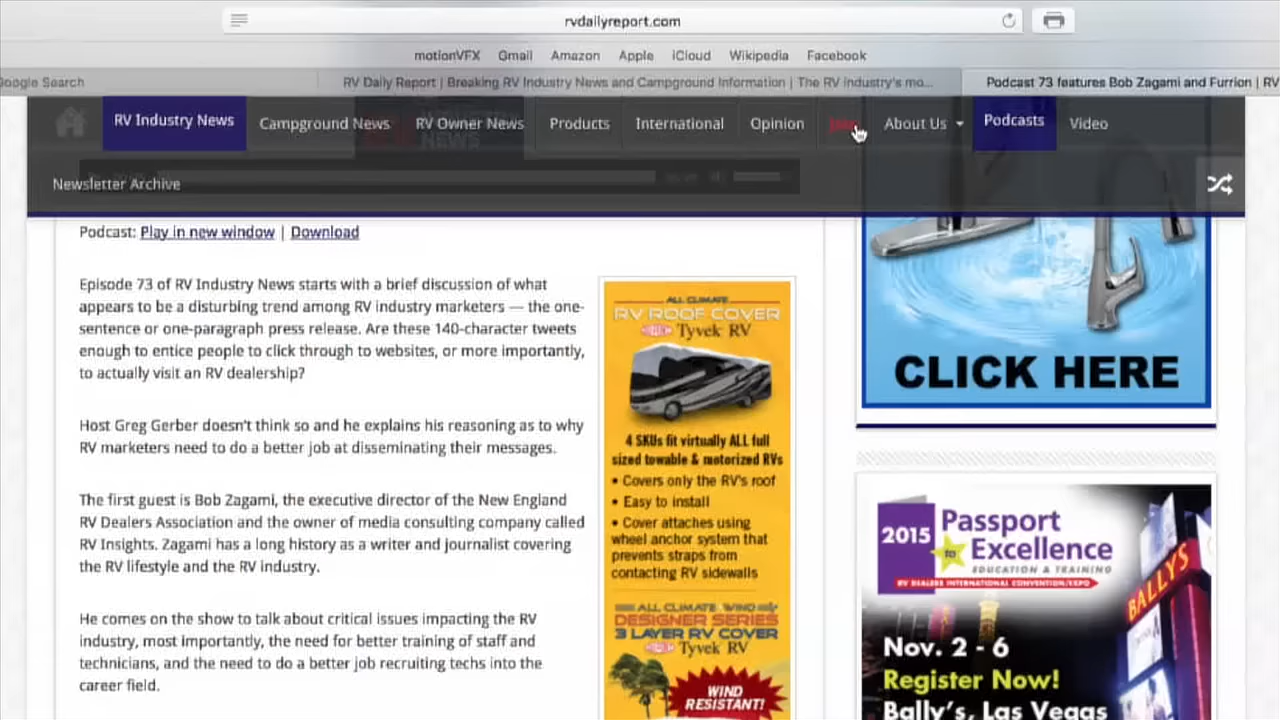 rvdailyreport.com
motionVFX Gmail Amazon Apple iCloud Wikipedia Facebook
Google Search
RV Daily Report | Breaking RV Industry News and Campground Information | The RV industry's mo...
Podcast 73 features Bob Zagami and Furrion | RV
RV Industry News Campground News RV Owner News Products International Opinion About Us Podcasts Video
NEWS
Newsletter Archive
Podcast: Play in new window | Download
Episode 73 of RV Industry News starts with a brief discussion of what
appears to be a disturbing trend among RV industry marketers — the one-
sentence or one-paragraph press release. Are these 140-character tweets
enough to entice people to click through to websites, or more importantly,
to actually visit an RV dealership?
Host Greg Gerber doesn't think so and he explains his reasoning as to why
RV marketers need to do a better job at disseminating their messages.
The first guest is Bob Zagami, the executive director of the New England
RV Dealers Association and the owner of media consulting company called
RV Insights. Zagami has a long history as a writer and journalist covering
the RV lifestyle and the RV industry.
He comes on the show to talk about critical issues impacting the RV
industry, most importantly, the need for better training of staff and
technicians, and the need to do a better job recruiting techs into the
career field.
ALL CLIMATE
RV ROOF COVER
Tyvek RV
4 SKUs fit virtually ALL full
sized towable & motorized RVs
• Covers only the RV's roof
• Easy to install
• Cover attaches using
wheel anchor system that
prevents straps from
contacting RV sidewalls
ALL CLIMATE WIND
DESIGNER SERIES
3 LAYER RV COVER
Tyvek RV
WIND
RESISTANT!
CLICK HERE
2015 Passport
to Excellence
EDUCATION & TRAINING
RV DEALERS INTERNATIONAL CONVENTION/EXPO
BALLYS
Nov. 2 - 6
Register Now!
Bally's, Las Vegas